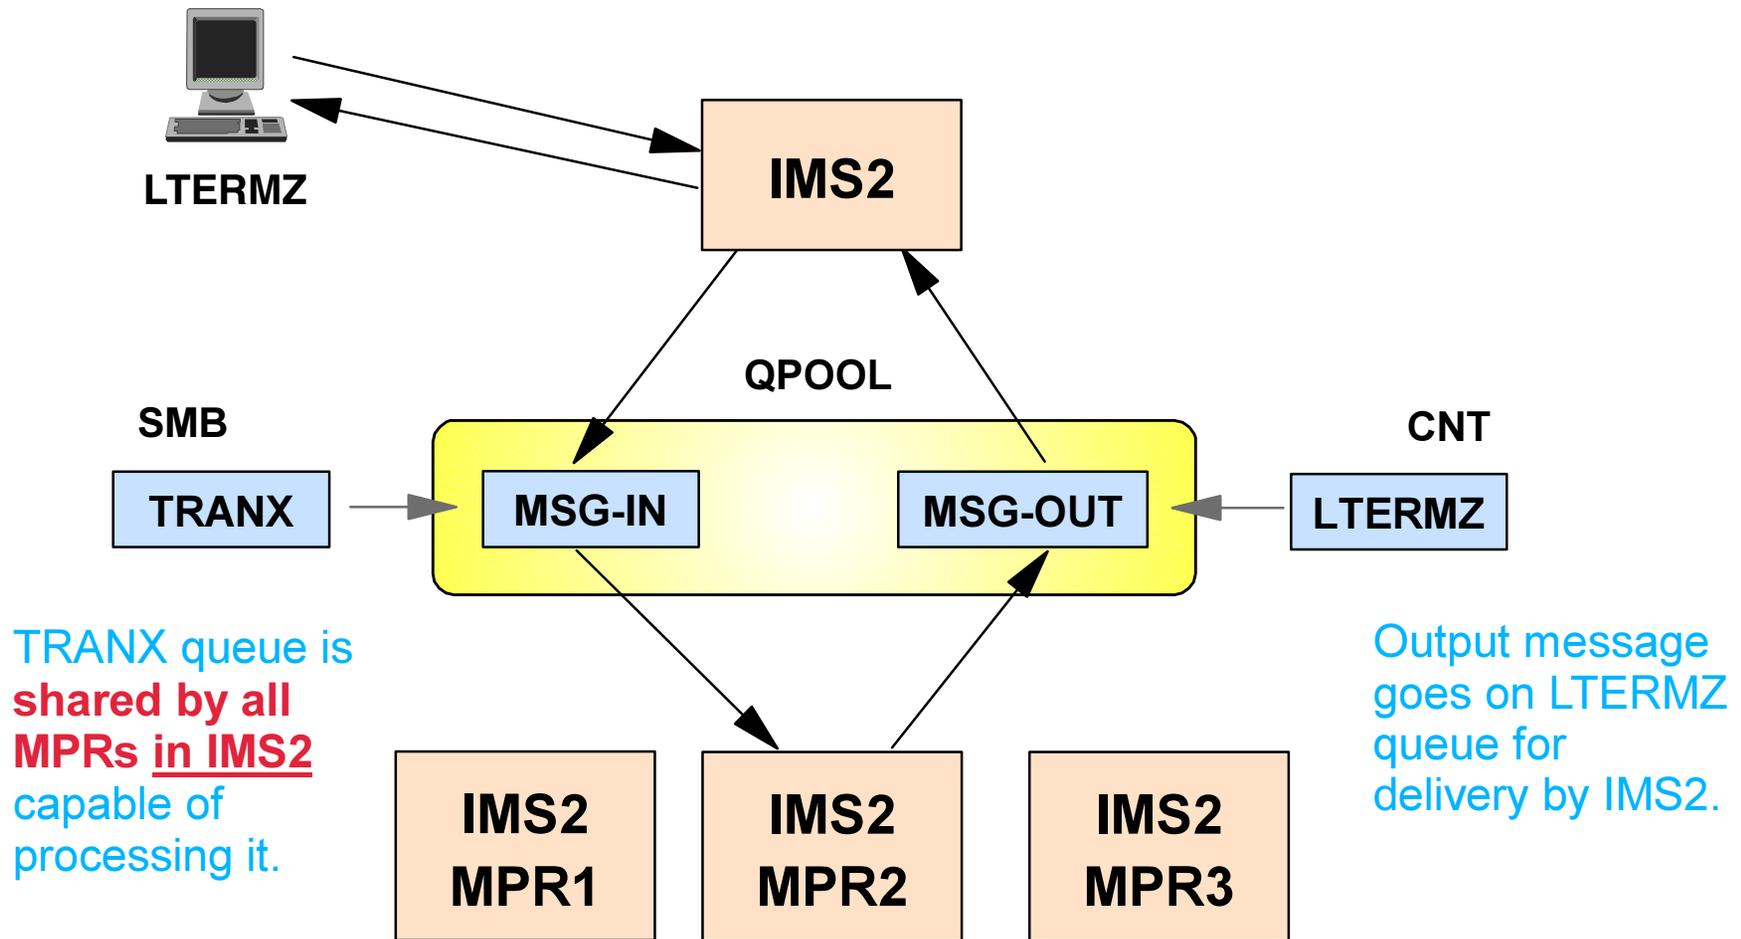 LTERMZ
IMS2
QPOOL
SMB
CNT
TRANX
MSG-IN
MSG-OUT
LTERMZ
TRANX queue is
shared by all
MPRs in IMS2
capable of
processing it.
Output message
goes on LTERMZ
queue for
delivery by IMS2.
IMS2
MPR1
IMS2
MPR2
IMS2
MPR3